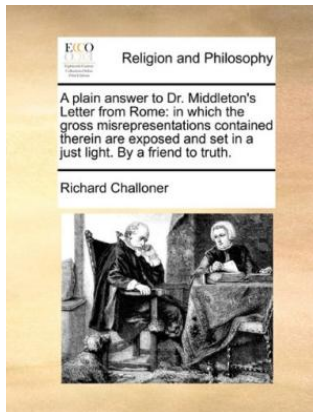 ECCO
Religion and Philosophy
A plain answer to Dr. Middleton's
Letter from Rome: in which the
gross misrepresentations contained
therein are exposed and set in a
just light. By a friend to truth.
Richard Challoner